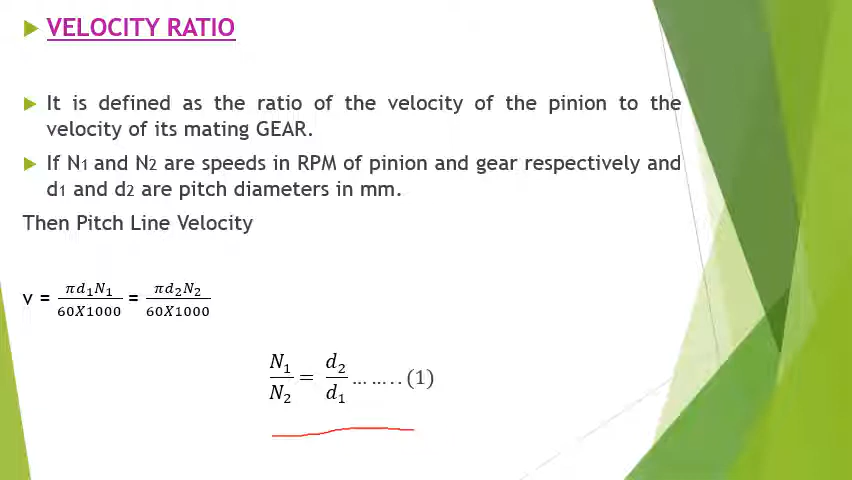 VELOCITY RATIO
It is defined as the ratio of the velocity of the pinion to the
velocity of its mating GEAR.
If N1 and N2 are speeds in RPM of pinion and gear respectively and
d1 and d2 are pitch diameters in mm.
Then Pitch Line Velocity
v = πd₁N₁/60X1000 = πd₂N₂/60X1000
N₁/N₂ = d₂/d₁ … … . . (1)